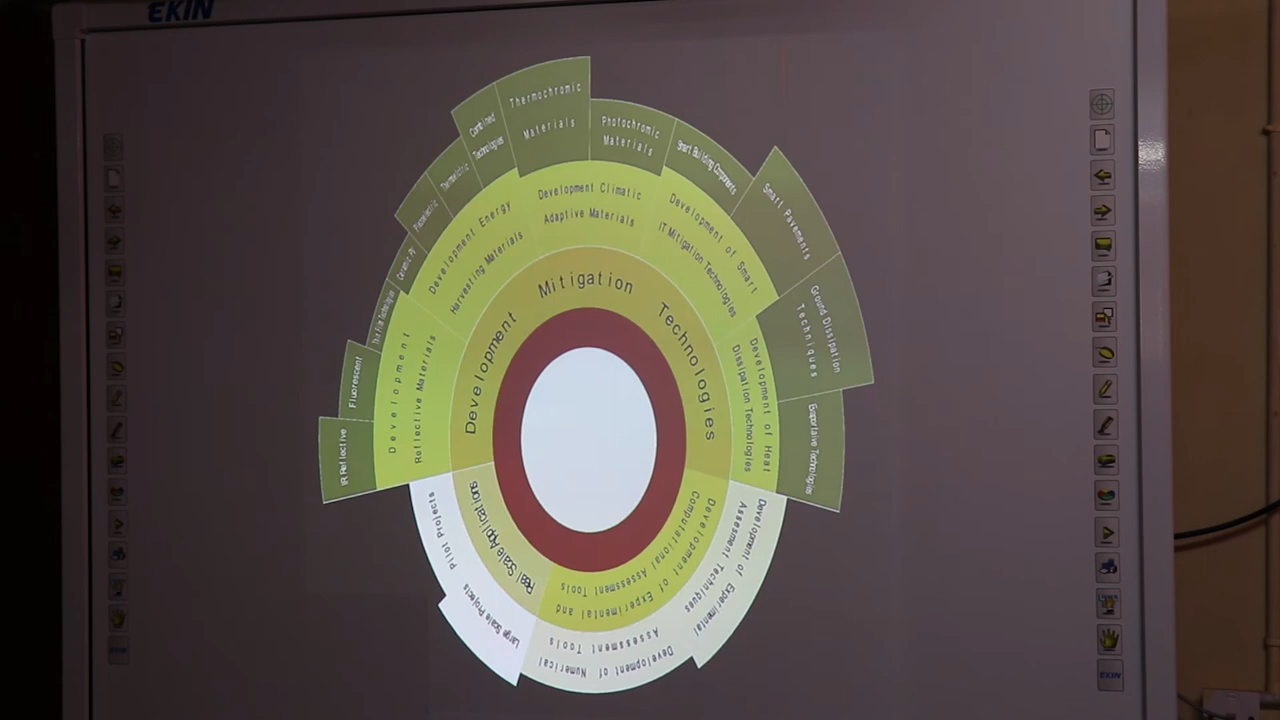 EKIN
Thermochromic
Materials
Combined
Technologies
Photochromic
Materials
Smart Building Components
Smart Pavements
Ground Dissipation
Techniques
Evaportaive Technologies
Fluorescent
IR Reflective
Development Energy
Harvesting Materials
Development Climatic
Adaptive Materials
Development of Smart
IT Mitigation Technologies
Development of Heat
Dissipation Technologies
Development
Reflective Materials
Development Mitigation Technologies
Real Scale Applications
Pilot Projects
Large Scale Projects
Development of Experimental and
Computational Assessment Tools
Development of Experimental
Assesment Techniques
Development of Numerical
Assessment Tools
EKIN